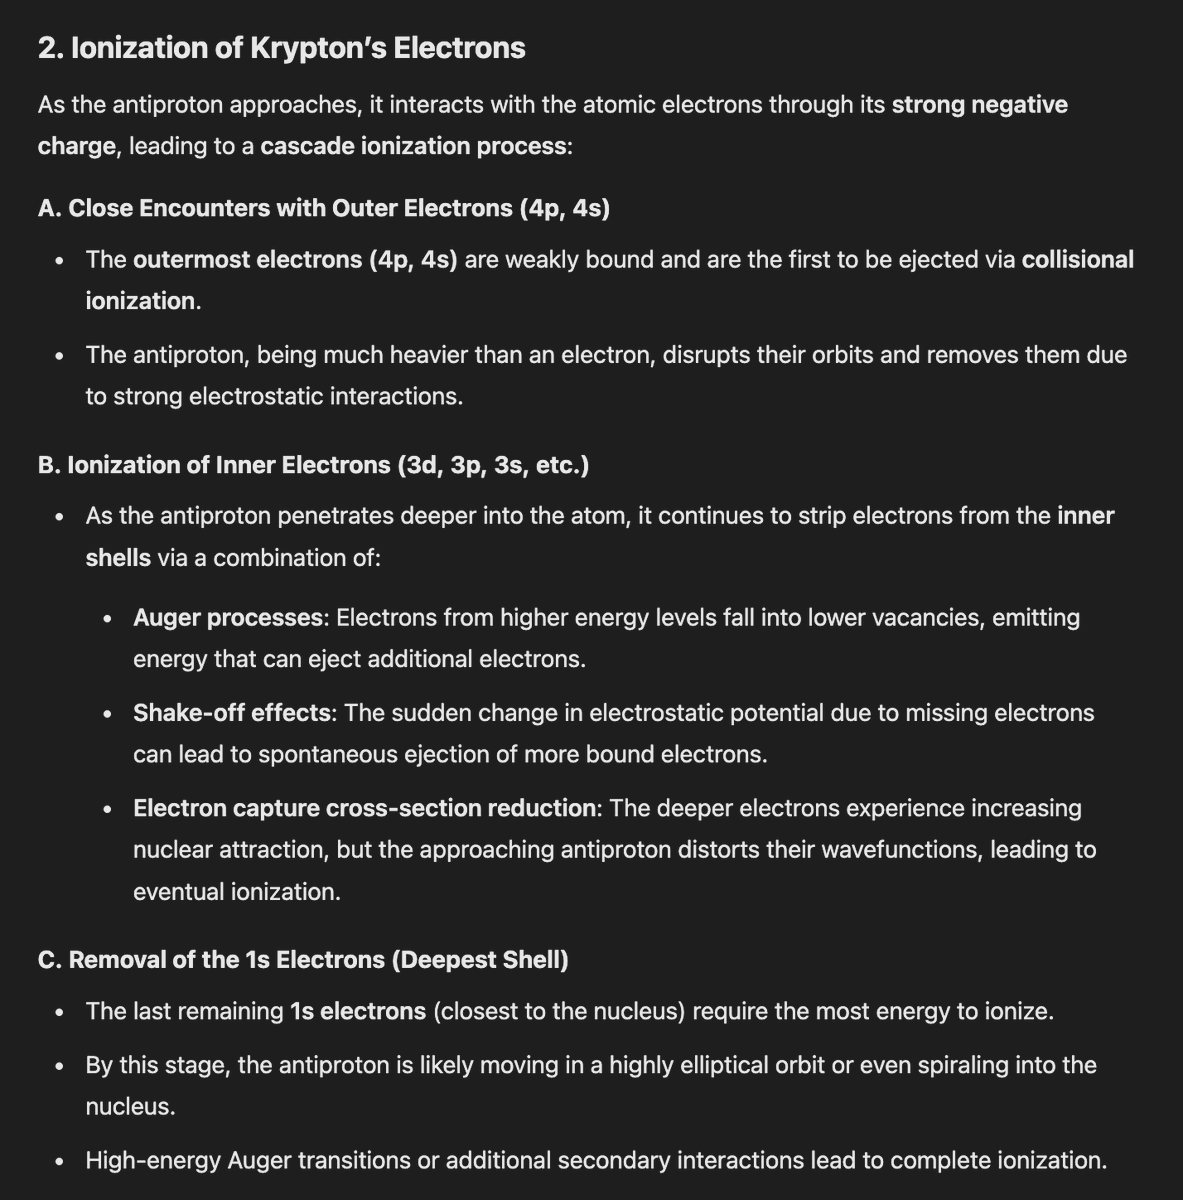 2. Ionization of Krypton’s Electrons
As the antiproton approaches, it interacts with the atomic electrons through its strong negative
charge, leading to a cascade ionization process:
A. Close Encounters with Outer Electrons (4p, 4s)
• The outermost electrons (4p, 4s) are weakly bound and are the first to be ejected via collisional
ionization.
• The antiproton, being much heavier than an electron, disrupts their orbits and removes them due
to strong electrostatic interactions.
B. Ionization of Inner Electrons (3d, 3p, 3s, etc.)
• As the antiproton penetrates deeper into the atom, it continues to strip electrons from the inner
shells via a combination of:
• Auger processes: Electrons from higher energy levels fall into lower vacancies, emitting
energy that can eject additional electrons.
• Shake-off effects: The sudden change in electrostatic potential due to missing electrons
can lead to spontaneous ejection of more bound electrons.
• Electron capture cross-section reduction: The deeper electrons experience increasing
nuclear attraction, but the approaching antiproton distorts their wavefunctions, leading to
eventual ionization.
C. Removal of the 1s Electrons (Deepest Shell)
• The last remaining 1s electrons (closest to the nucleus) require the most energy to ionize.
• By this stage, the antiproton is likely moving in a highly elliptical orbit or even spiraling into the
nucleus.
• High-energy Auger transitions or additional secondary interactions lead to complete ionization.